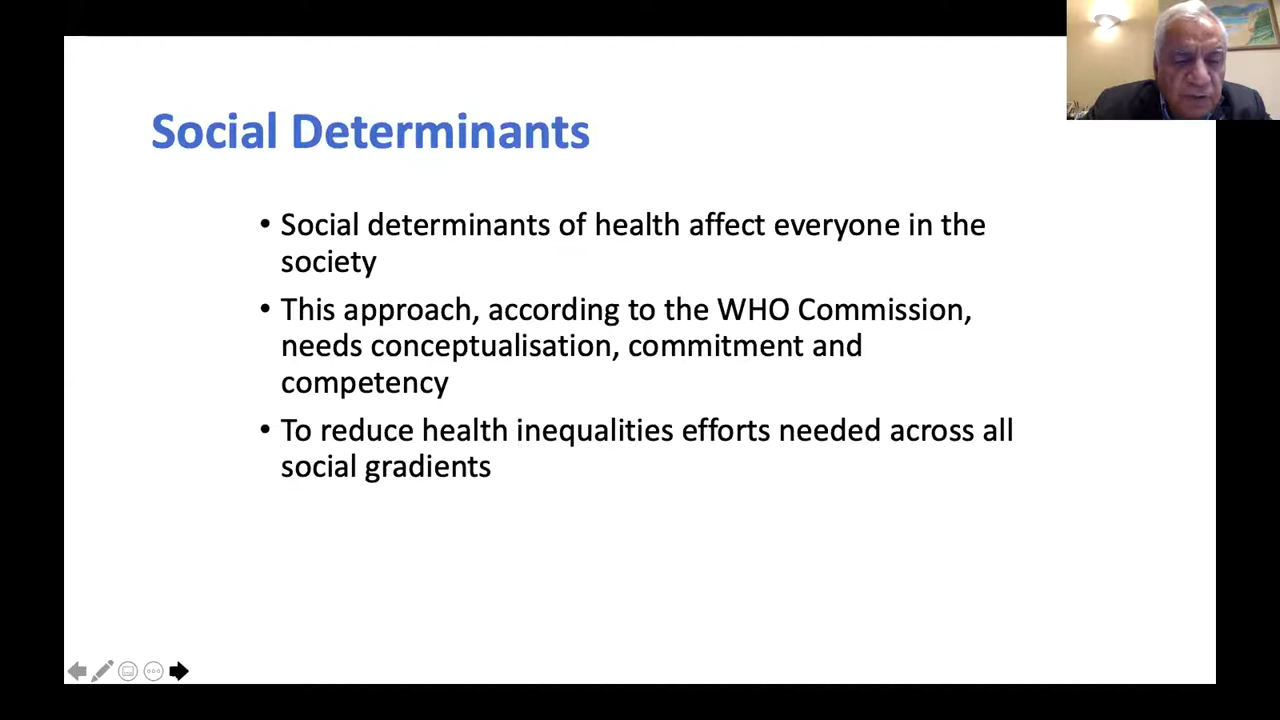 Social Determinants
• Social determinants of health affect everyone in the
society
• This approach, according to the WHO Commission,
needs conceptualisation, commitment and
competency
• To reduce health inequalities efforts needed across all
social gradients